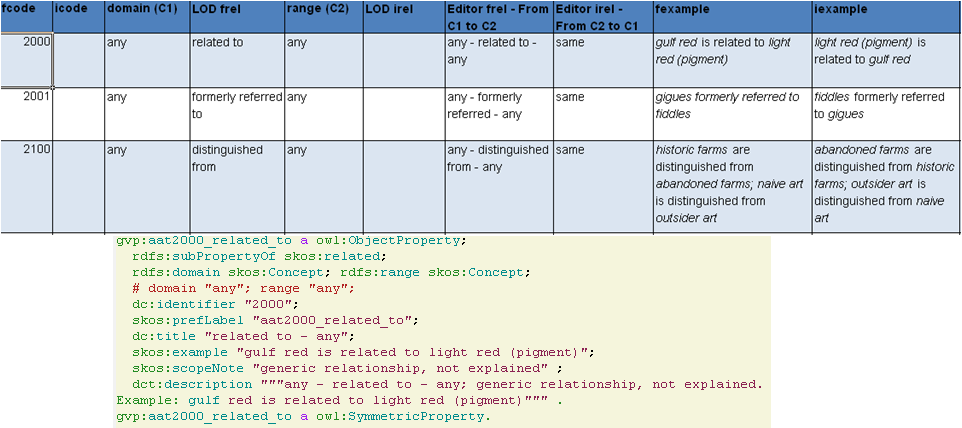 fcode icode domain (C1) LOD frel range (C2) LOD irel Editor frel - From C1 to C2 Editor irel - From C2 to C1 fexample iexample
2000 any related to any any - related to - any same gulf red is related to light red (pigment) light red (pigment) is related to gulf red
2001 any formerly referred to any any - formerly referred - any same gigues formerly referred to fiddles fiddles formerly referred to gigues
2100 any distinguished from any any - distinguished from - any same historic farms are distinguished from abandoned farms; naive art is distinguished from outsider art abandoned farms are distinguished from historic farms; outsider art is distinguished from naive art
gvp:aat2000_related_to a owl:ObjectProperty;
rdfs:subPropertyOf skos:related;
rdfs:domain skos:Concept; rdfs:range skos:Concept;
# domain "any"; range "any";
dc:identifier "2000";
skos:prefLabel "aat2000_related_to";
dc:title "related to - any";
skos:example "gulf red is related to light red (pigment)";
skos:scopeNote "generic relationship, not explained" ;
dct:description """any - related to - any; generic relationship, not explained.
Example: gulf red is related to light red (pigment)""" .
gvp:aat2000_related_to a owl:SymmetricProperty.